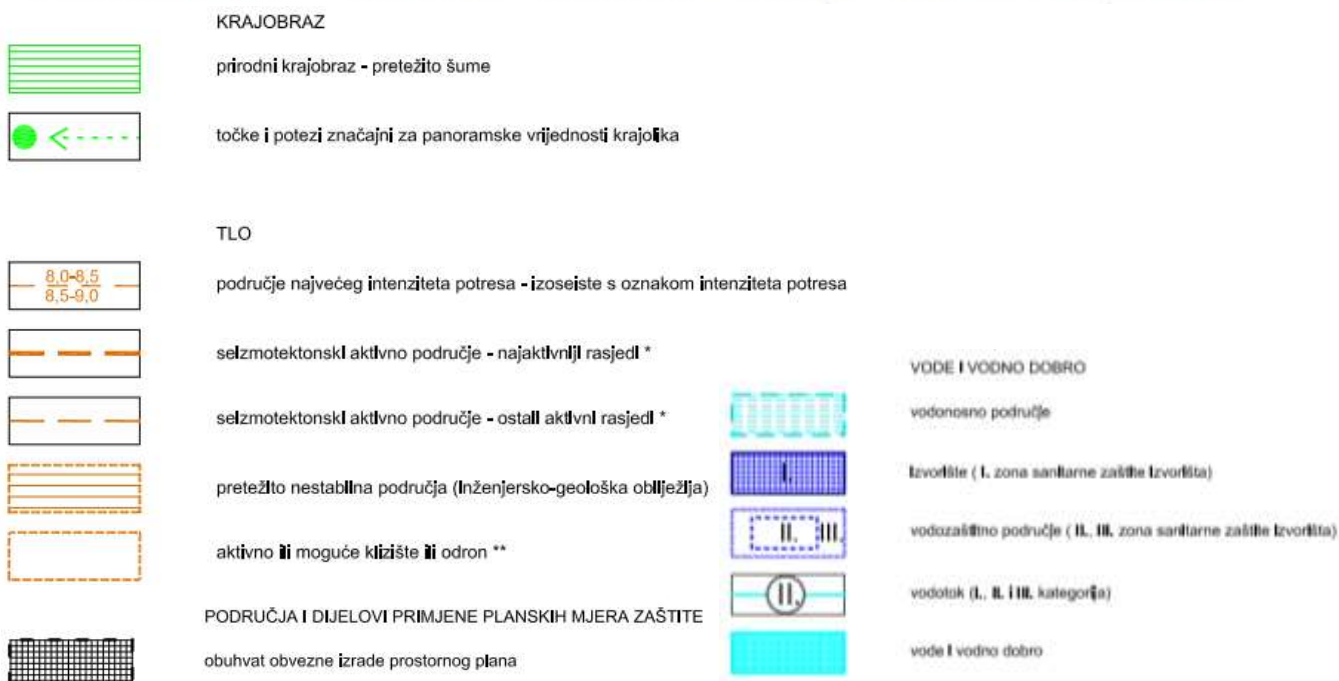 KRAJOBRAZ
prirodni krajobraz - pretežito šume
točke i potezi značajni za panoramske vrijednosti krajolika
TLO
8,0-8,5
8,5-9,0
područje najvećeg intenziteta potresa - izoseiste s oznakom intenziteta potresa
seizmotektonski aktivno područje - najaktivniji rasjedi *
seizmotektonski aktivno područje - ostali aktivni rasjedi *
pretežito nestabilna područja (inženjersko-geološka obilježja)
aktivno ili moguće klizište ili odron **
PODRUČJA I DIJELOVI PRIMJENE PLANSKIH MJERA ZAŠTITE
obuhvat obvezne izrade prostornog plana
VODE I VODNO DOBRO
vodonosno područje
I.
Izvorište ( I. zona sanitarne zaštite Izvorišta)
II. III.
vodozaštitno područje ( II., III. zona sanitarne zaštite Izvorišta)
II.
vodotok (I., II. i III. kategorija)
vode I vodno dobro